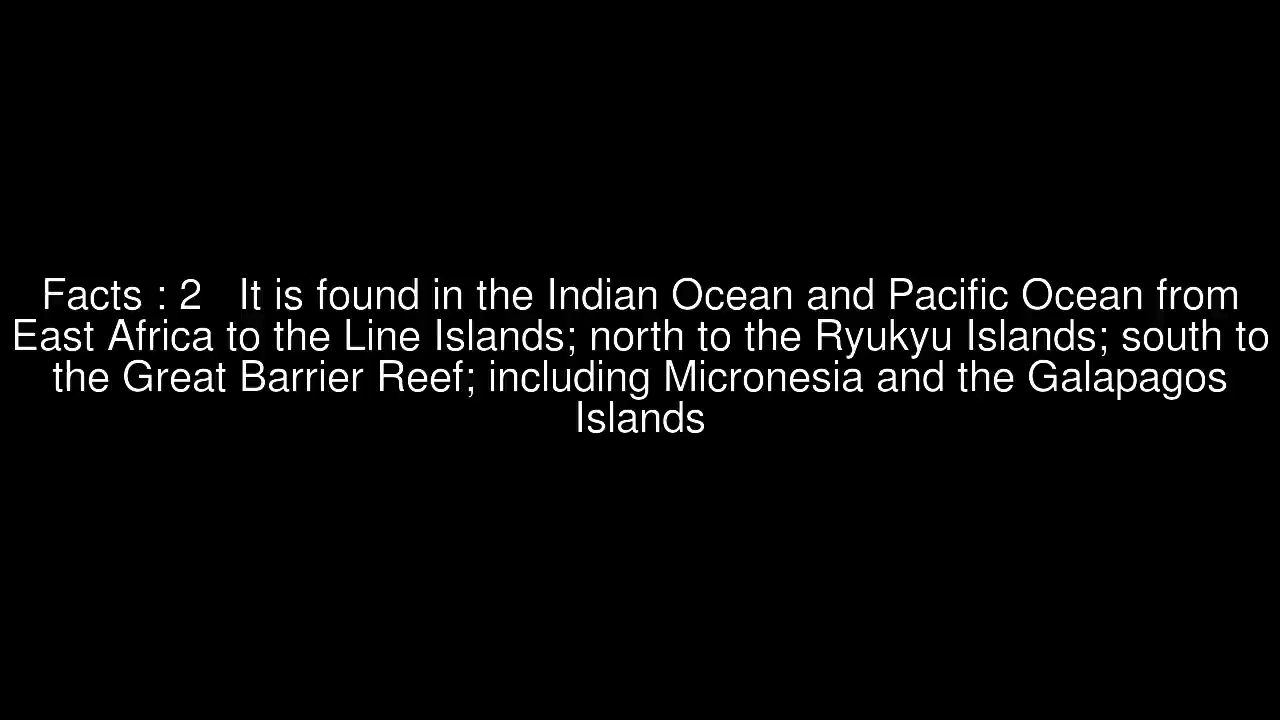 Facts : 2   It is found in the Indian Ocean and Pacific Ocean from
East Africa to the Line Islands; north to the Ryukyu Islands; south to
the Great Barrier Reef; including Micronesia and the Galapagos
Islands